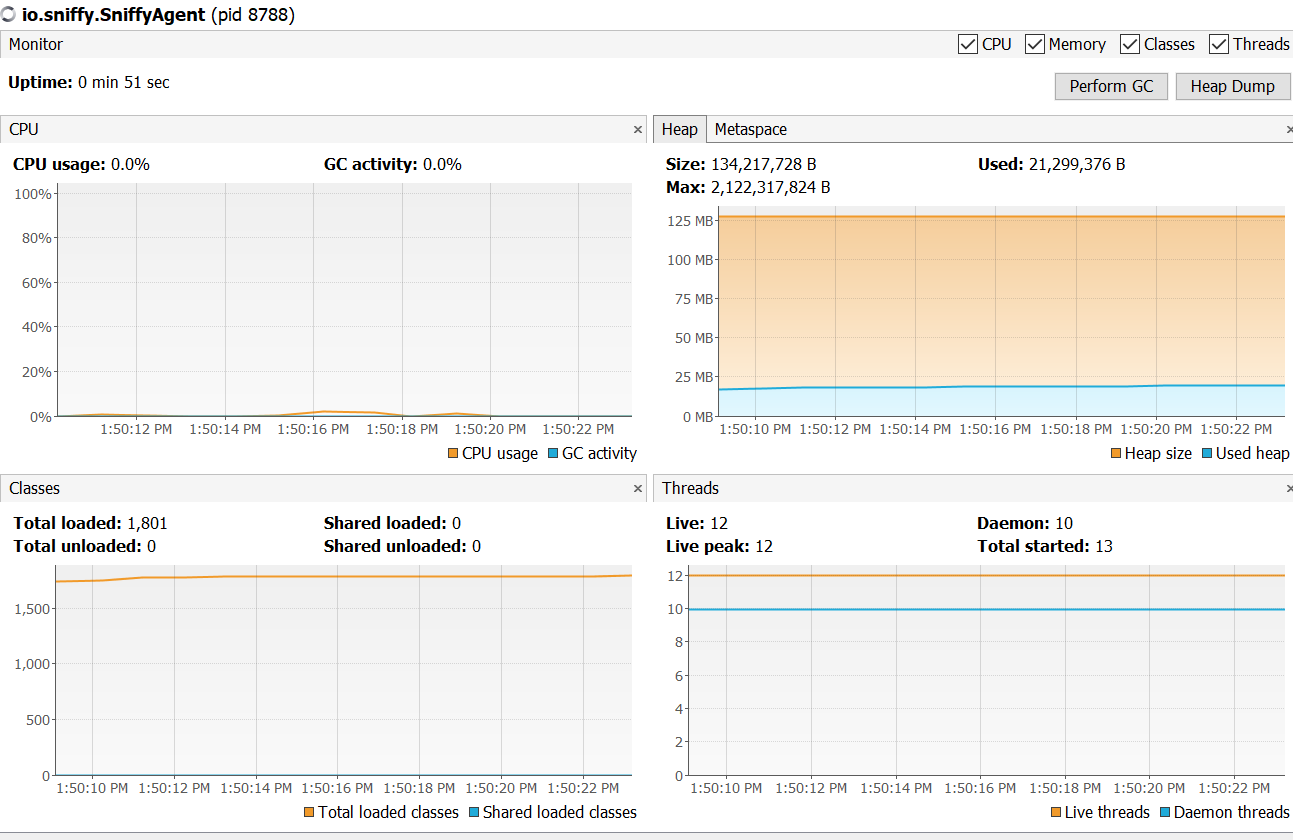 io.sniffy.SniffyAgent (pid 8788)
Monitor CPU Memory Classes Threads
Uptime: 0 min 51 sec
Perform GC Heap Dump
CPU ×
CPU usage: 0.0% GC activity: 0.0%
100%
80%
60%
40%
20%
0%
1:50:12 PM 1:50:14 PM 1:50:16 PM 1:50:18 PM 1:50:20 PM 1:50:22 PM
CPU usage GC activity
Heap Metaspace ×
Size: 134,217,728 B Used: 21,299,376 B
Max: 2,122,317,824 B
125 MB
100 MB
75 MB
50 MB
25 MB
0 MB
1:50:10 PM 1:50:12 PM 1:50:14 PM 1:50:16 PM 1:50:18 PM 1:50:20 PM 1:50:22 PM
Heap size Used heap
Classes ×
Total loaded: 1,801 Shared loaded: 0
Total unloaded: 0 Shared unloaded: 0
1,500
1,000
500
0
1:50:10 PM 1:50:12 PM 1:50:14 PM 1:50:16 PM 1:50:18 PM 1:50:20 PM 1:50:22 PM
Total loaded classes Shared loaded classes
Threads ×
Live: 12 Daemon: 10
Live peak: 12 Total started: 13
12
10
8
6
4
2
0
1:50:10 PM 1:50:12 PM 1:50:14 PM 1:50:16 PM 1:50:18 PM 1:50:20 PM 1:50:22 PM
Live threads Daemon threads